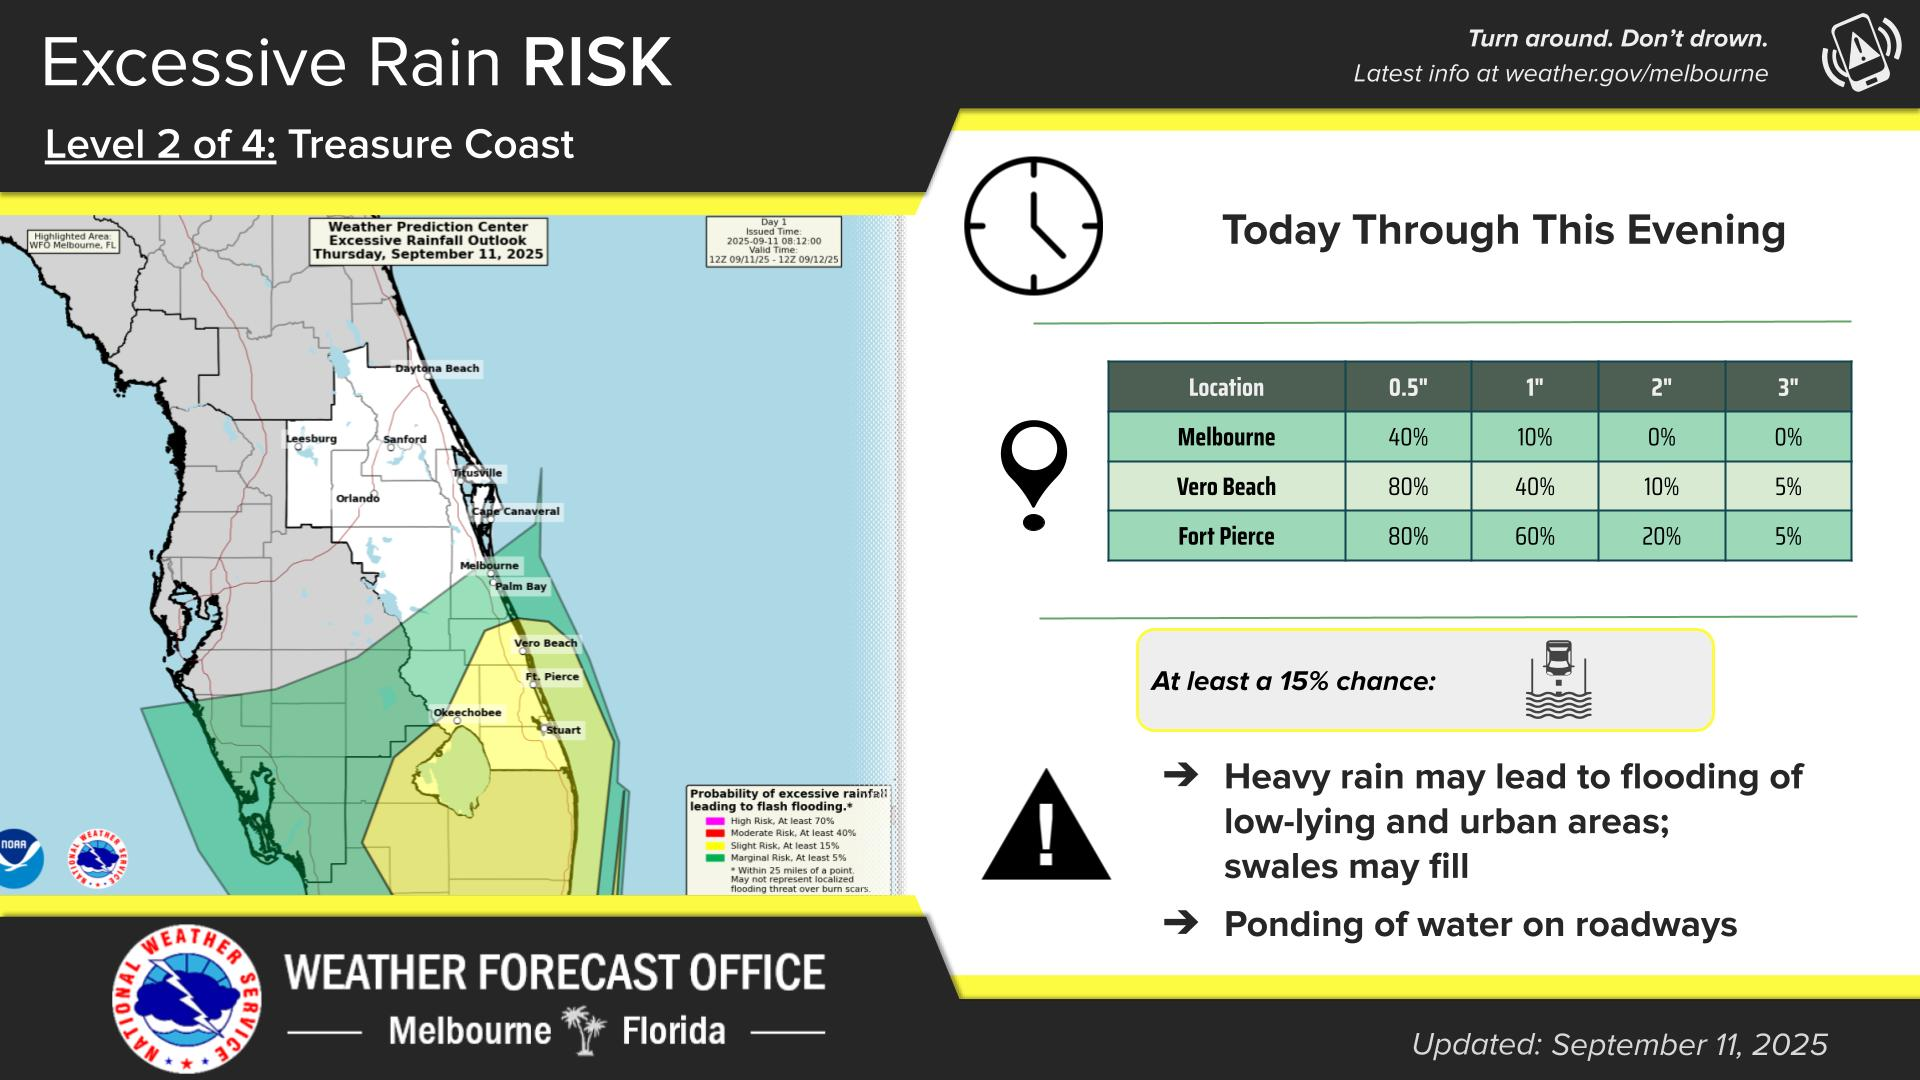 Excessive Rain RISK
Level 2 of 4: Treasure Coast
Turn around. Don't drown.
Latest info at weather.gov/melbourne
Highlighted Area:
WFO Melbourne, FL
Weather Prediction Center
Excessive Rainfall Outlook
Thursday, September 11, 2025
Day 1
Issued Time:
2025-09-11 08:12:00
Valid Time:
12Z 09/11/25 - 12Z 09/12/25
Daytona Beach
Leesburg
Sanford
Titusville
Orlando
Cape Canaveral
Melbourne
Palm Bay
Vero Beach
Ft. Pierce
Okeechobee
Stuart
Probability of excessive rainfall
leading to flash flooding.*
High Risk, At least 70%
Moderate Risk, At least 40%
Slight Risk, At least 15%
Marginal Risk, At least 5%
* Within 25 miles of a point.
May not represent localized
flooding threat over burn scars.
NOAA
NATIONAL WEATHER SERVICE
Today Through This Evening
Location 0.5" 1" 2" 3"
Melbourne 40% 10% 0% 0%
Vero Beach 80% 40% 10% 5%
Fort Pierce 80% 60% 20% 5%
At least a 15% chance:
➔ Heavy rain may lead to flooding of
low-lying and urban areas;
swales may fill
➔ Ponding of water on roadways
NATIONAL WEATHER SERVICE
WEATHER FORECAST OFFICE
Melbourne Florida
Updated: September 11, 2025